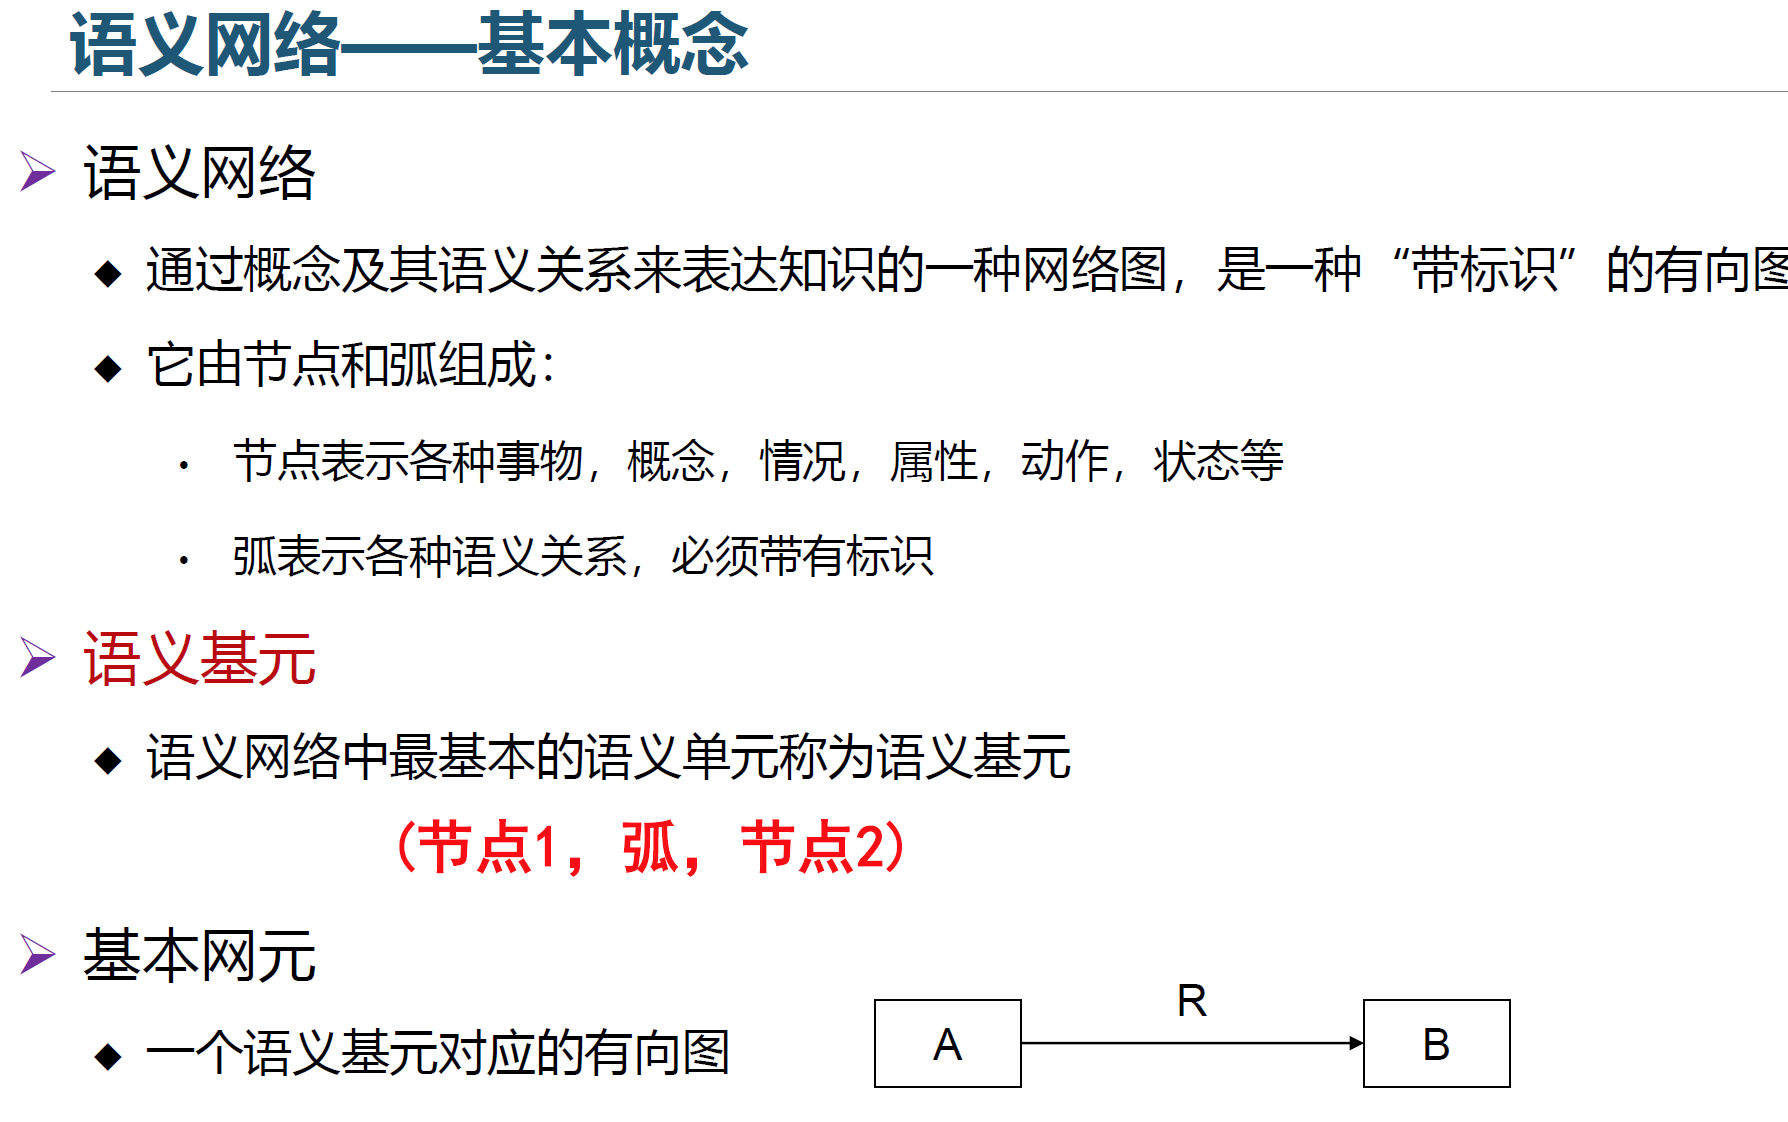 语义网络——基本概念
语义网络
通过概念及其语义关系来表达知识的一种网络图，是一种“带标识”的有向图
它由节点和弧组成：
节点表示各种事物，概念，情况，属性，动作，状态等
弧表示各种语义关系，必须带有标识
语义基元
语义网络中最基本的语义单元称为语义基元
（节点1，弧，节点2）
基本网元
一个语义基元对应的有向图
A
R
B